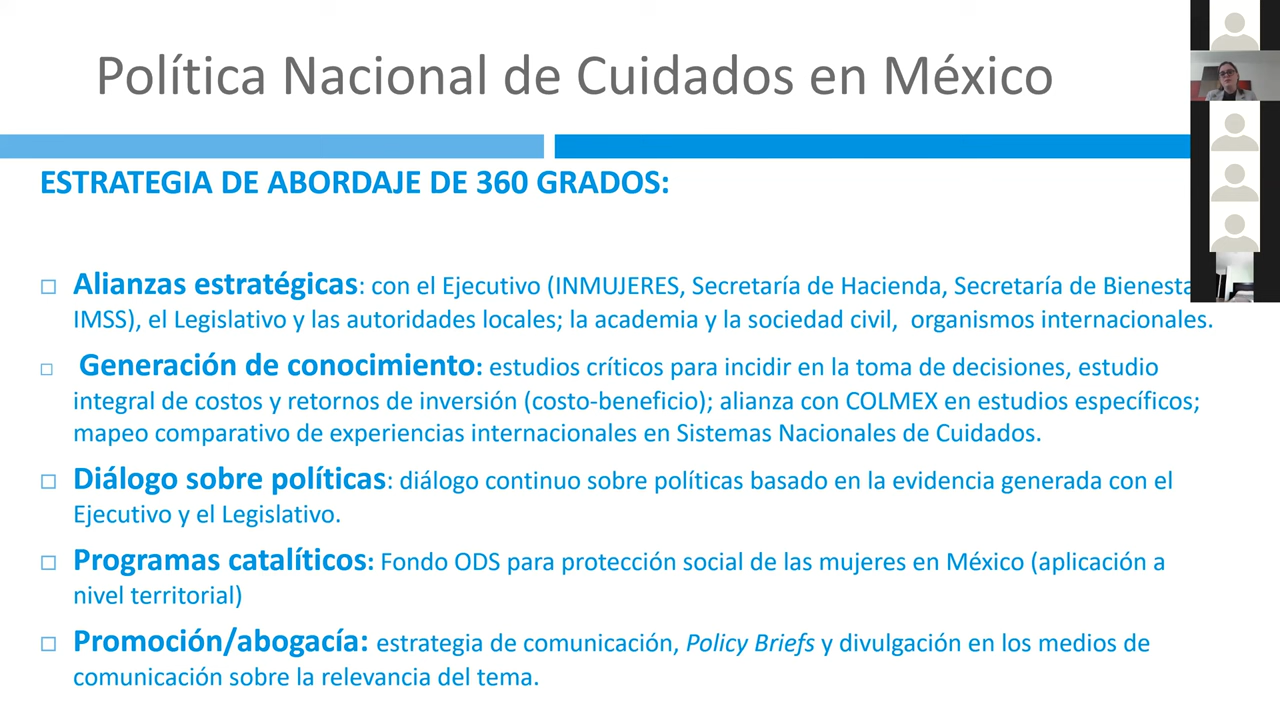 Política Nacional de Cuidados en México
ESTRATEGIA DE ABORDAJE DE 360 GRADOS:
Alianzas estratégicas: con el Ejecutivo (INMUJERES, Secretaría de Hacienda, Secretaría de
IMSS), el Legislativo y las autoridades locales; la academia y la sociedad civil, organismos internacionales.
Generación de conocimiento: estudios críticos para incidir en la toma de decisiones, estudio
integral de costos y retornos de inversión (costo-beneficio); alianza con COLMEX en estudios específicos;
mapeo comparativo de experiencias internacionales en Sistemas Nacionales de Cuidados.
Diálogo sobre políticas: diálogo continuo sobre políticas basado en la evidencia generada con el
Ejecutivo y el Legislativo.
Programas catalíticos: Fondo ODS para protección social de las mujeres en México (aplicación a
nivel territorial)
Promoción/abogacía: estrategia de comunicación, Policy Briefs y divulgación en los medios de
comunicación sobre la relevancia del tema.